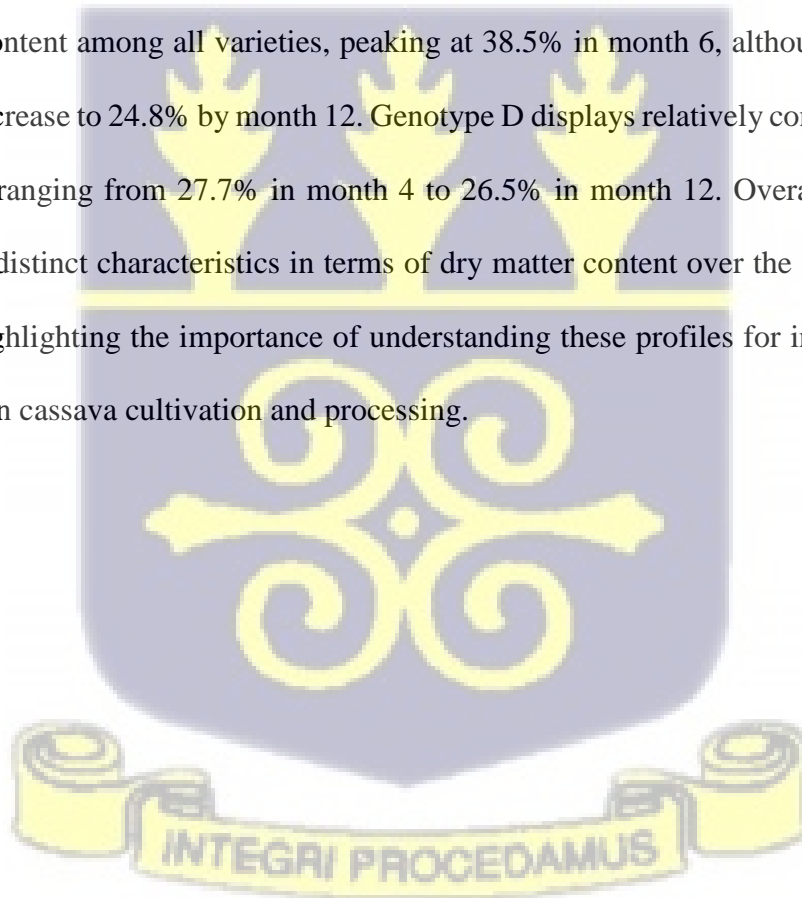 content among all varieties, peaking at 38.5% in month 6, althou
crease to 24.8% by month 12. Genotype D displays relatively co
ranging from 27.7% in month 4 to 26.5% in month 12. Overa
distinct characteristics in terms of dry matter content over the
ghlighting the importance of understanding these profiles for i
n cassava cultivation and processing.
INTEGRI PROCEDAMUS